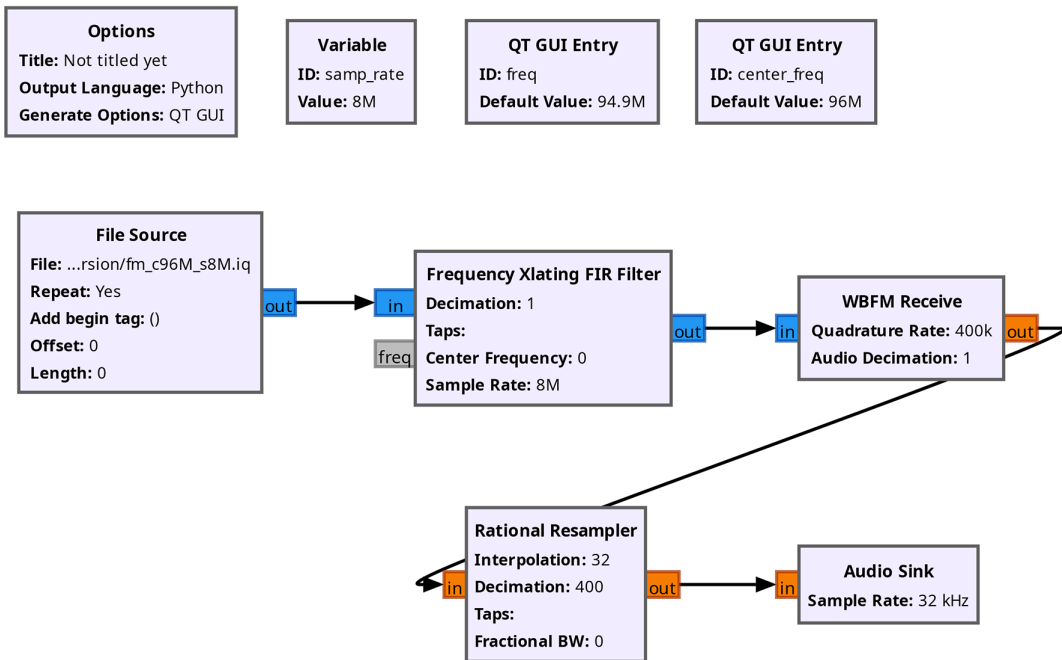 Options
Title: Not titled yet
Output Language: Python
Generate Options: QT GUI
Variable
ID: samp_rate
Value: 8M
QT GUI Entry
ID: freq
Default Value: 94.9M
QT GUI Entry
ID: center_freq
Default Value: 96M
File Source
File: ...rsion/fm_c96M_s8M.iq
Repeat: Yes
Add begin tag: ()
Offset: 0
Length: 0
out
in
freq
Frequency Xlating FIR Filter
Decimation: 1
Taps:
Center Frequency: 0
Sample Rate: 8M
out
in
WBFM Receive
Quadrature Rate: 400k
Audio Decimation: 1
out
in
Rational Resampler
Interpolation: 32
Decimation: 400
Taps:
Fractional BW: 0
out
in
Audio Sink
Sample Rate: 32 kHz